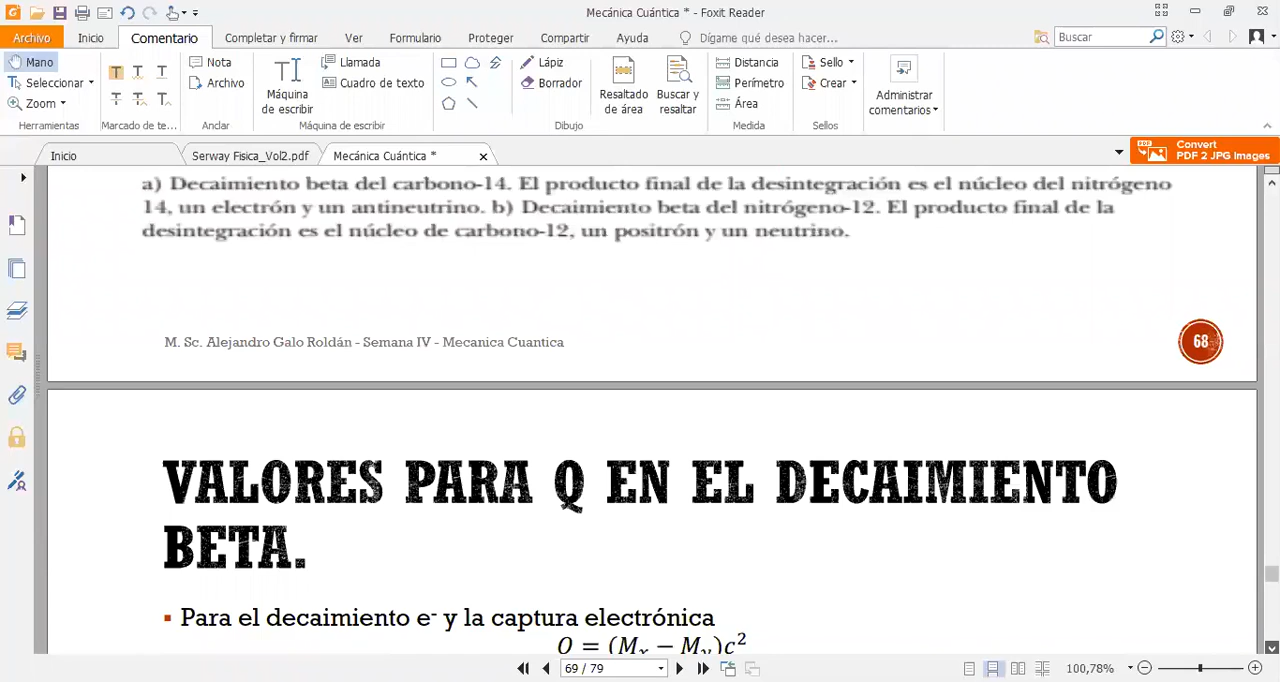 Mecánica Cuántica * - Foxit Reader
Archivo Inicio Comentario Completar y firmar Ver Formulario Proteger Compartir Ayuda Dígame qué desea hacer... Buscar
Mano
Seleccionar
Zoom
Herramientas
T T T
T T T
Marcado de te...
Nota
Archivo
Anclar
Máquina de escribir
Llamada
Cuadro de texto
Máquina de escribir
Lápiz
Borrador
Dibujo
Resaltado de área
Buscar y resaltar
Distancia
Perímetro
Área
Medida
Sello
Crear
Sellos
Administrar comentarios
Inicio Serway Fisica_Vol2.pdf Mecánica Cuántica *
Convert
PDF 2 JPG Images
a) Decaimiento beta del carbono-14. El producto final de la desintegración es el núcleo del nitrógeno
14, un electrón y un antineutrino. b) Decaimiento beta del nitrógeno-12. El producto final de la
desintegración es el núcleo de carbono-12, un positrón y un neutrino.
M. Sc. Alejandro Galo Roldán - Semana IV - Mecanica Cuantica
68
VALORES PARA Q EN EL DECAIMIENTO
BETA.
▪ Para el decaimiento e⁻ y la captura electrónica
Q = (Mₓ − Mᵧ)c²
69 / 79
100,78%